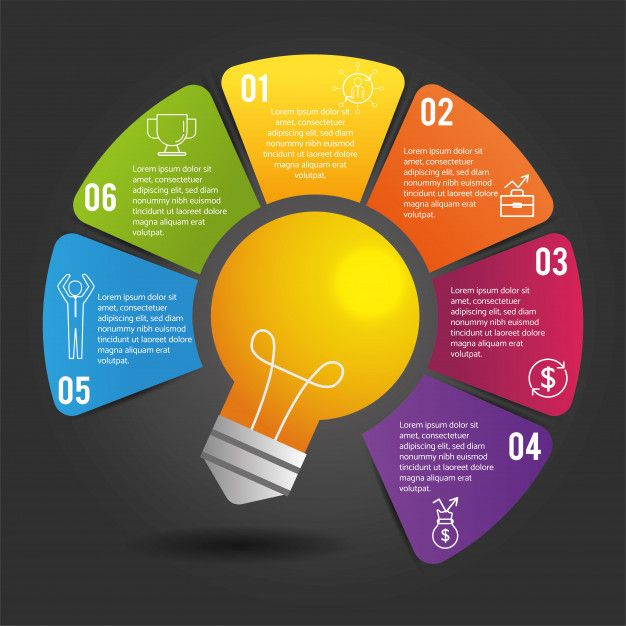 01
Lorem ipsum dolor sit
amet, consectetuer
adipiscing elit, sed
diam nonummy nibh
euismod tincidunt
ut laoreet dolore
magna aliquam
erat volutpat.
02
Lorem ipsum dolor sit
amet, consectetuer
adipiscing elit, sed
diam nonummy nibh
euismod tincidunt
ut laoreet dolore
magna aliquam
erat volutpat.
03
Lorem ipsum dolor sit
amet, consectetuer
adipiscing elit, sed
diam nonummy nibh
euismod tincidunt
ut laoreet dolore
magna aliquam
erat volutpat.
$
04
Lorem ipsum dolor sit
amet, consectetuer
adipiscing elit, sed
diam nonummy nibh
euismod tincidunt
ut laoreet dolore
magna aliquam
erat volutpat.
$
05
Lorem ipsum dolor sit
amet, consectetuer
adipiscing elit, sed
diam nonummy nibh
euismod tincidunt
ut laoreet dolore
magna aliquam
erat volutpat.
06
Lorem ipsum dolor sit
amet, consectetuer
adipiscing elit, sed
diam nonummy nibh
euismod tincidunt
ut laoreet dolore
magna aliquam
erat volutpat.